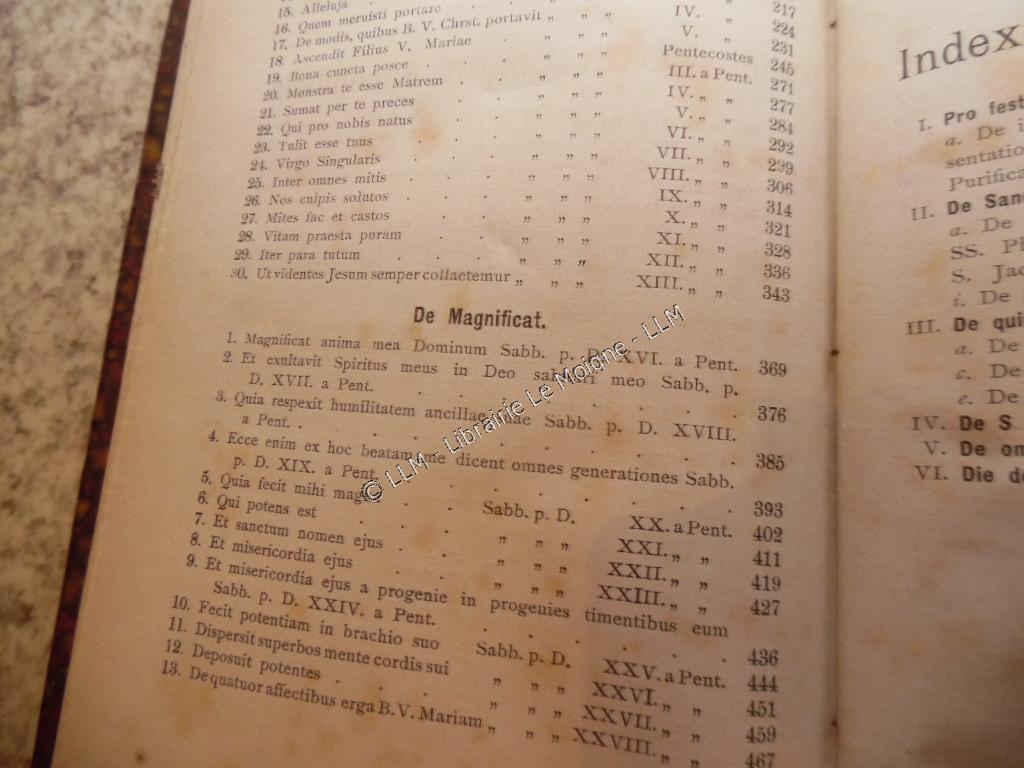 15. Alleluja . „ „ „ 217
16. Quem meruisti portare „ „ „ IV. „ „ 224
17. De modis, quibus B. V. Chrst. portavit „ „ „ V. „ „ 231
18. Ascendit Filius V. Mariae . „ „ „ Pentecostes 245
19. Bona cuncta posce . . . „ „ „ III. a Pent. 271
20. Monstra te esse Matrem . . „ „ „ IV. „ „ 277
21. Sumat per te preces . . „ „ „ V. „ „ 284
22. Qui pro nobis natus . . „ „ „ VI. „ „ 292
23. Tulit esse tuus . . . „ „ „ VII. „ „ 299
24. Virgo Singularis . . . „ „ „ VIII. „ „ 306
25. Inter omnes mitis . . . „ „ „ IX. „ „ 314
26. Nos culpis solutos . . . „ „ „ X. „ „ 321
27. Mites fac et castos . . „ „ „ XI. „ „ 328
28. Vitam praesta puram . . „ „ „ XII. „ „ 336
29. Iter para tutum . . . „ „ „ XIII. „ „ 343
30. Ut videntes Jesum semper collaetemur „ „ „
De Magnificat.
1. Magnificat anima mea Dominum Sabb. p. D. XVI. a Pent. 369
2. Et exultavit Spiritus meus in Deo salutari meo Sabb. p.
D. XVII. a Pent. . . . . . . . 376
3. Quia respexit humilitatem ancillae suae Sabb. p. D. XVIII.
a Pent. . . . . . . . . 385
4. Ecce enim ex hoc beatam me dicent omnes generationes Sabb.
p. D. XIX. a Pent. . . . . . . 393
5. Quia fecit mihi magna . . Sabb. p. D. XX. a Pent. 402
6. Qui potens est . . . „ „ „ XXI. „ „ 411
7. Et sanctum nomen ejus . . „ „ „ XXII. „ „ 419
8. Et misericordia ejus . . „ „ „ XXIII. „ „ 427
9. Et misericordia ejus a progenie in progenies timentibus eum
Sabb. p. D. XXIV. a Pent. . . . . . 436
10. Fecit potentiam in brachio suo Sabb. p. D. XXV. a Pent. 444
11. Dispersit superbos mente cordis sui „ „ „ XXVI. „ „ 451
12. Deposuit potentes . . . „ „ „ XXVII. „ „ 459
13. De quatuor affectibus erga B. V. Mariam „ „ „ XXVIII. „ „ 467
© LLM - Librairie Le Moigne - LLM
Index
I. Pro fest
a. De i
sentatio
Purifica
II. De Sanc
a. De
SS. Ph
S. Jac
i. De
III. De qui
a. De
c. De
e. De
IV. De S.
V. De om
VI. Die de